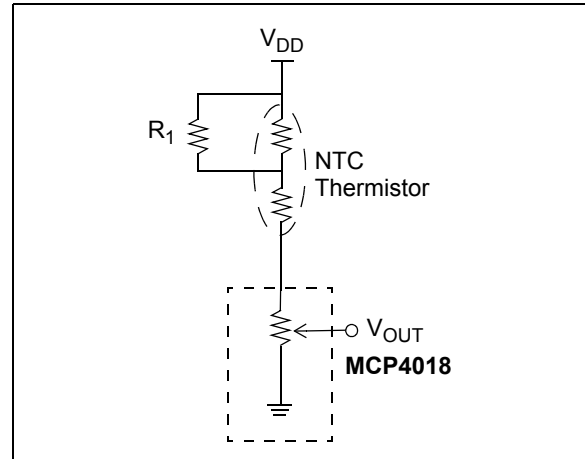 VDD
R1
NTC
Thermistor
VOUT
MCP4018